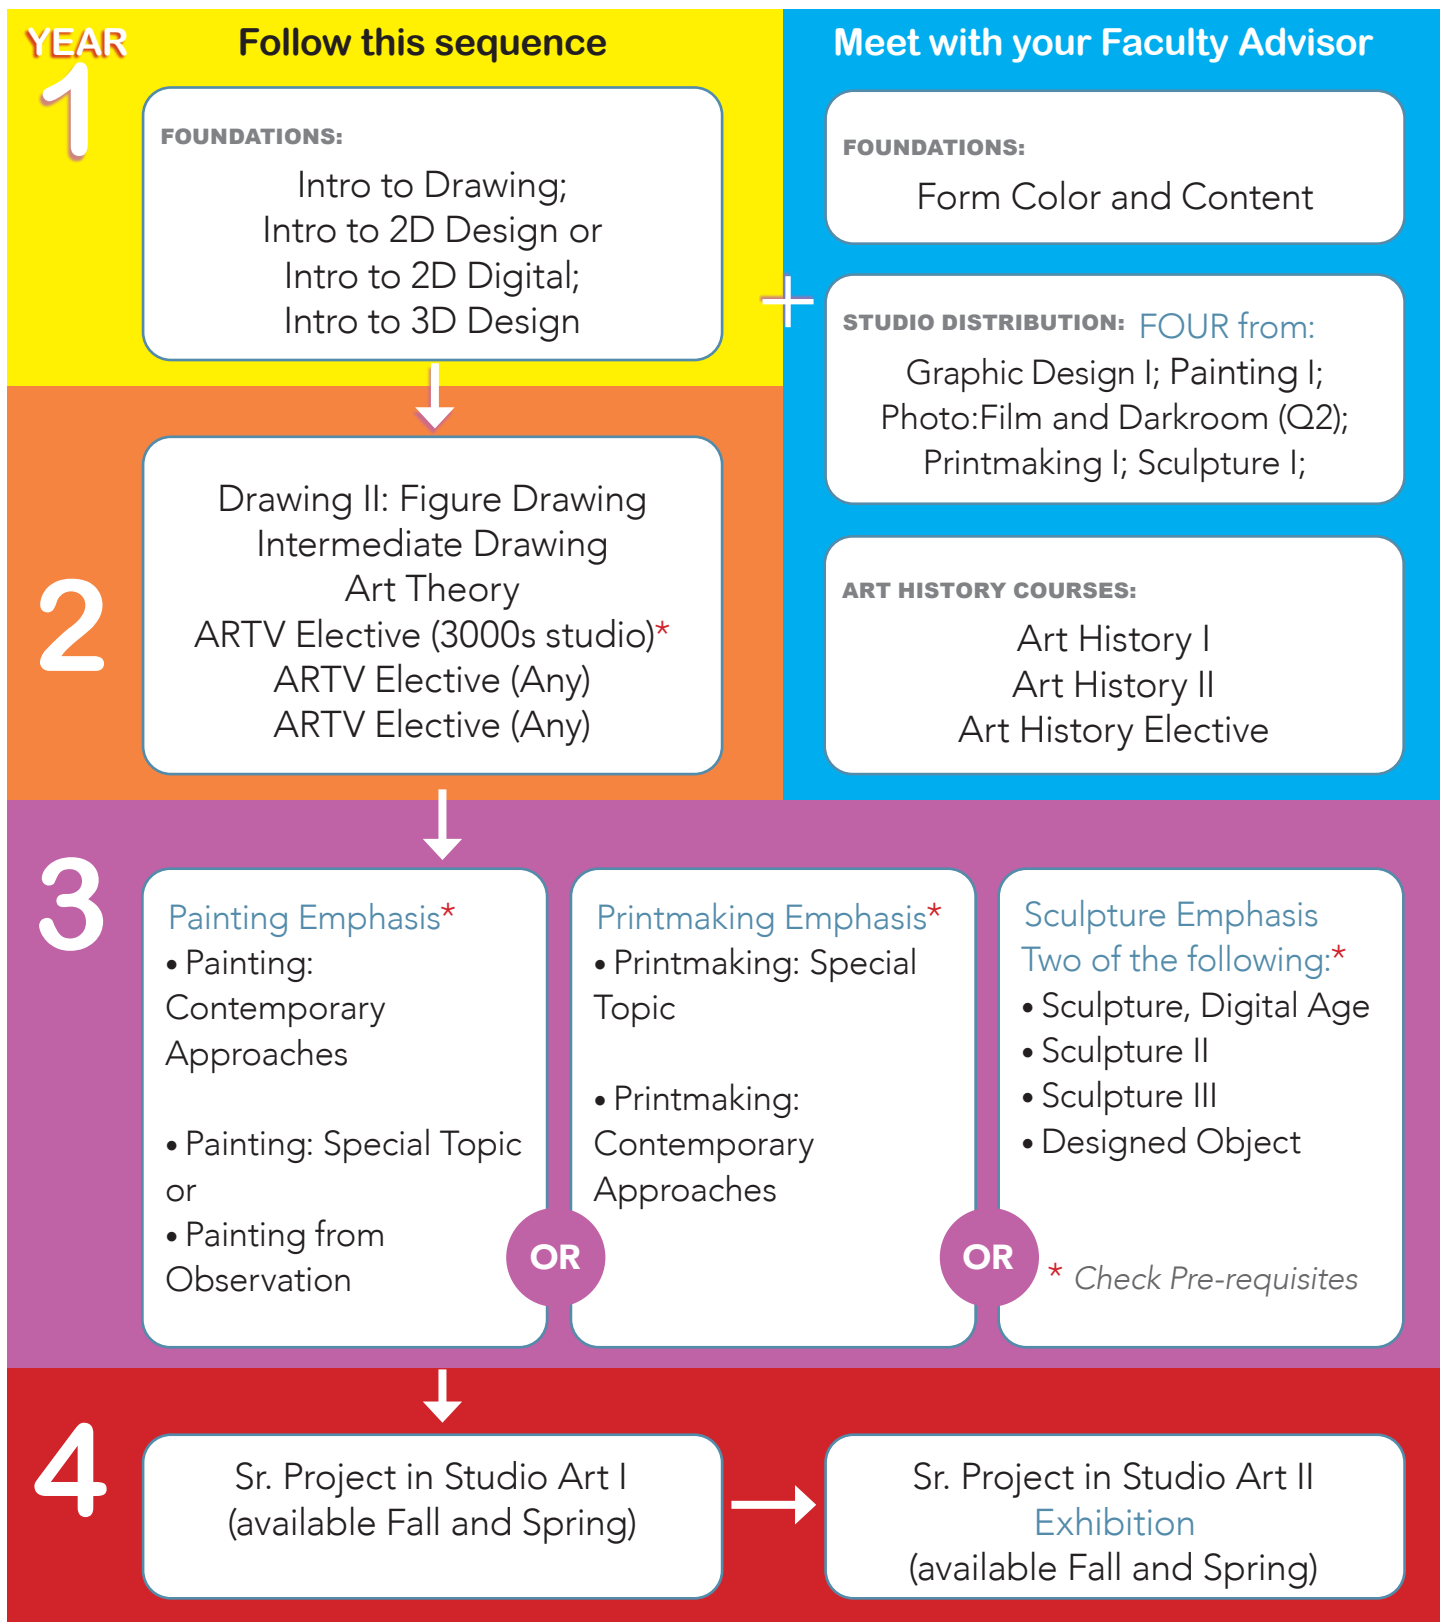 YEAR
1
Follow this sequence
FOUNDATIONS:
Intro to Drawing;
Intro to 2D Design or
Intro to 2D Digital;
Intro to 3D Design
Meet with your Faculty Advisor
FOUNDATIONS:
Form Color and Content
+
STUDIO DISTRIBUTION: FOUR from:
Graphic Design I; Painting I;
Photo:Film and Darkroom (Q2);
Printmaking I; Sculpture I;
ART HISTORY COURSES:
Art History I
Art History II
Art History Elective
2
Drawing II: Figure Drawing
Intermediate Drawing
Art Theory
ARTV Elective (3000s studio)*
ARTV Elective (Any)
ARTV Elective (Any)
3
Painting Emphasis*
• Painting:
Contemporary
Approaches
• Painting: Special Topic
or
• Painting from
Observation
OR
Printmaking Emphasis*
• Printmaking: Special
Topic
• Printmaking:
Contemporary
Approaches
OR
Sculpture Emphasis
Two of the following:*
• Sculpture, Digital Age
• Sculpture II
• Sculpture III
• Designed Object
* Check Pre-requisites
4
Sr. Project in Studio Art I
(available Fall and Spring)
Sr. Project in Studio Art II
Exhibition
(available Fall and Spring)